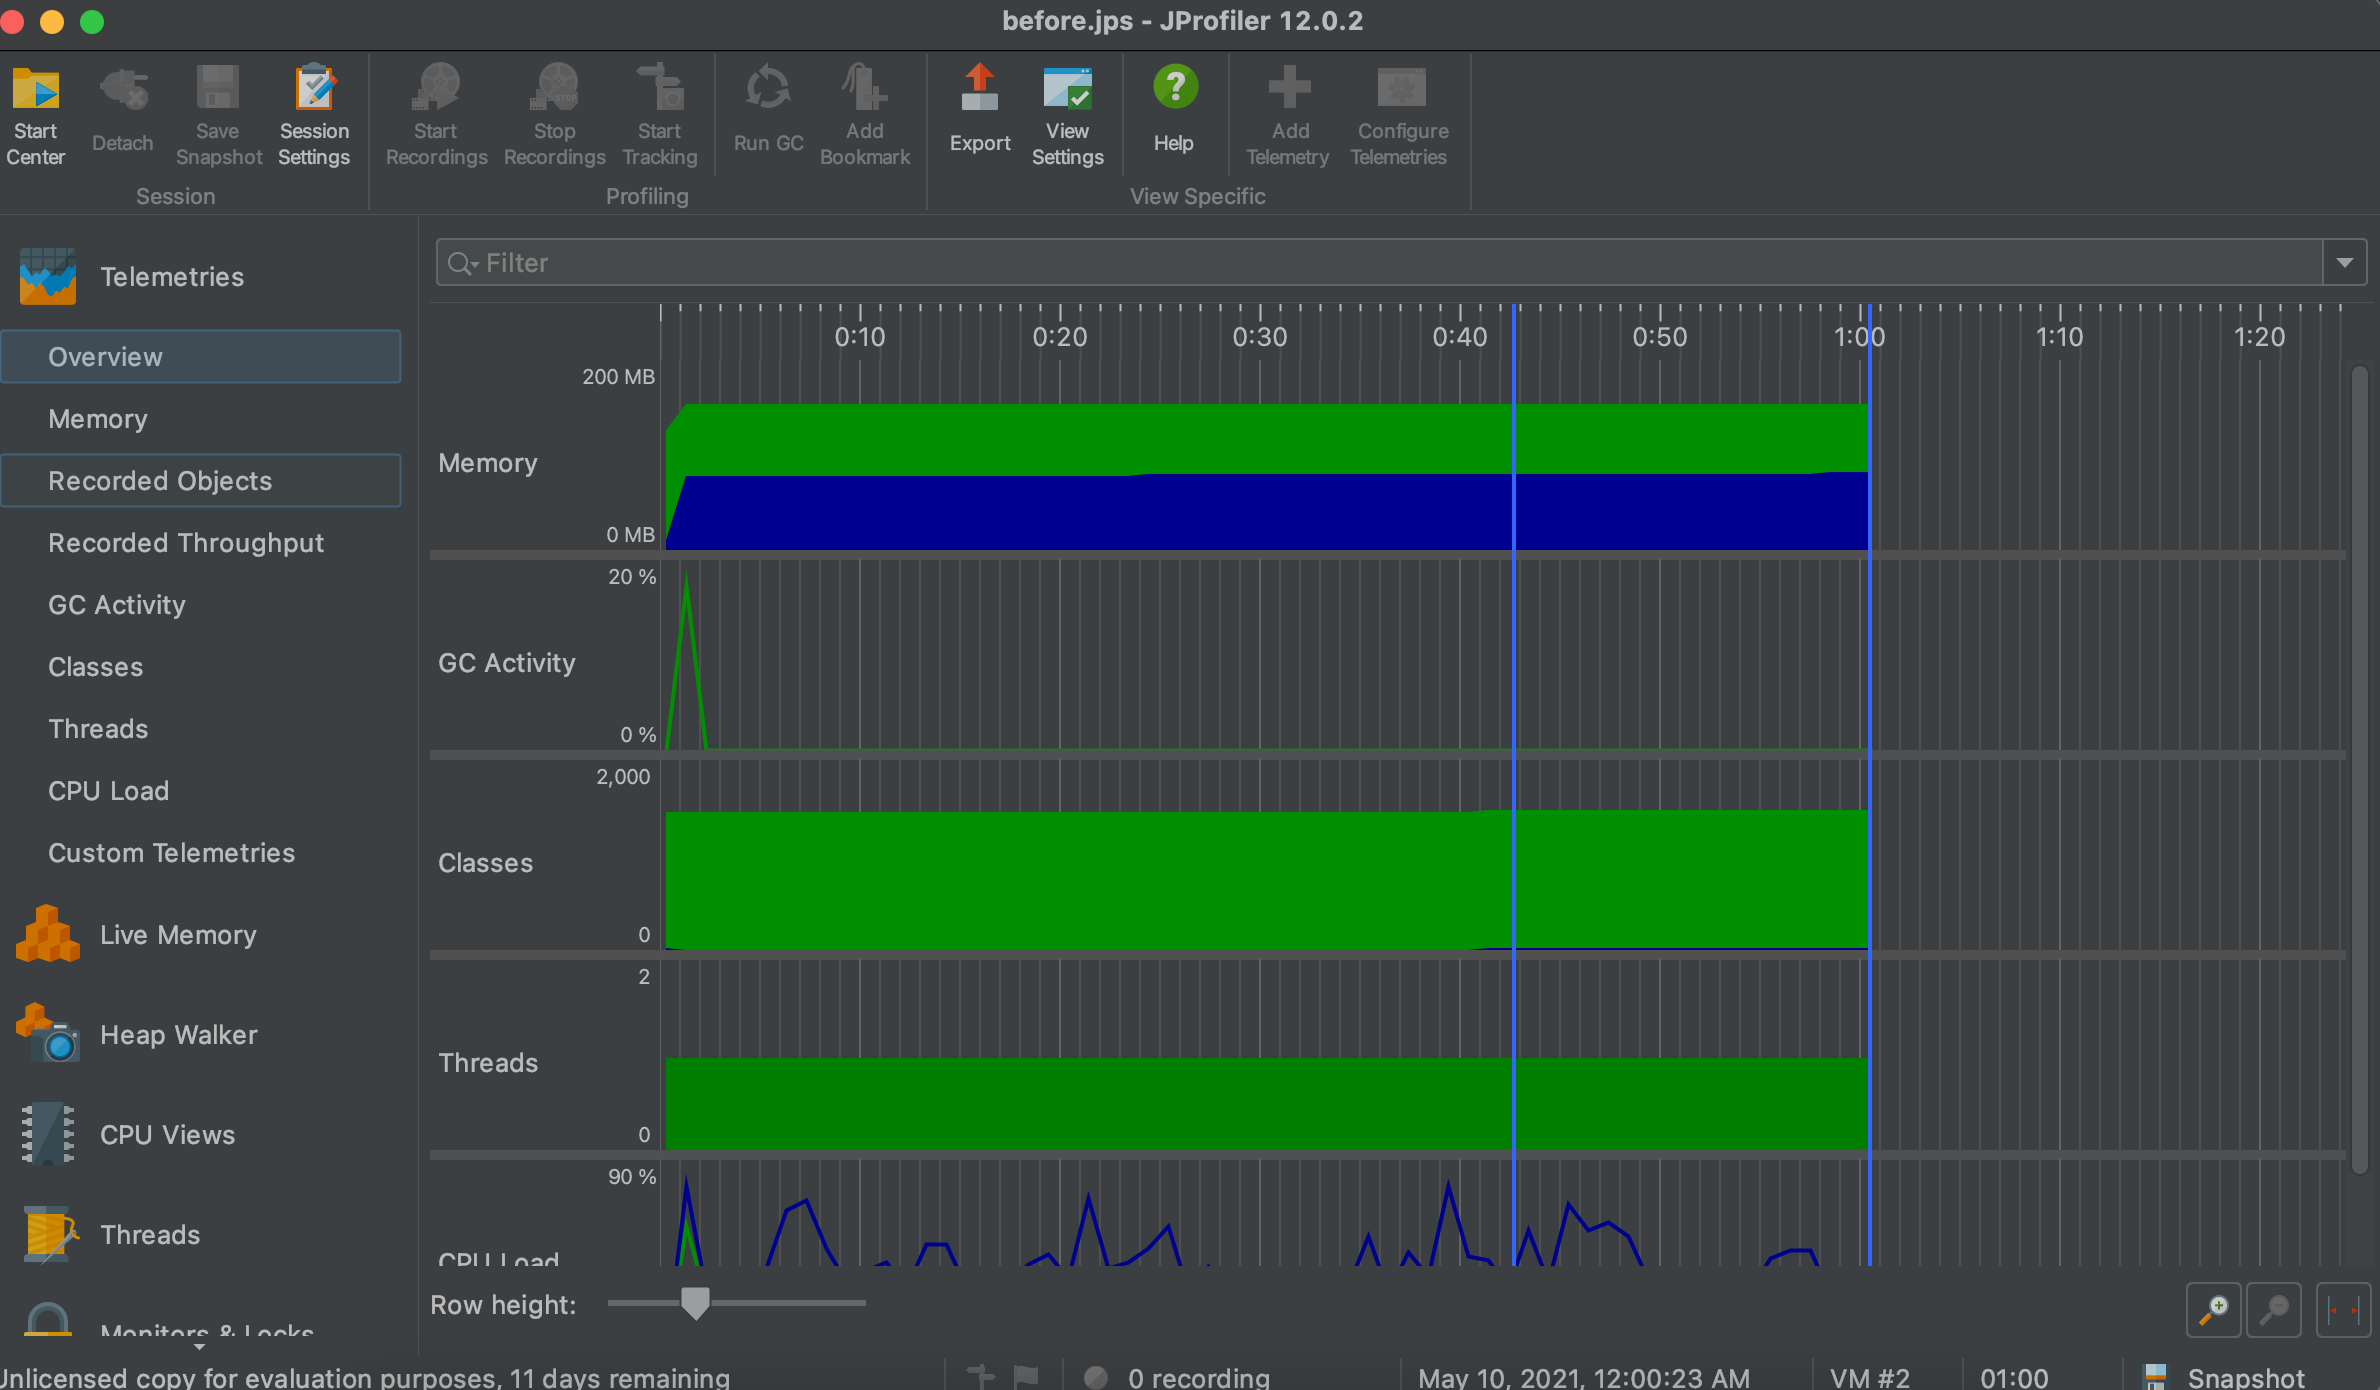 before.jps - JProfiler 12.0.2
Start Center
Detach
Save Snapshot
Session Settings
Start Recordings
Stop Recordings
Start Tracking
Run GC
Add Bookmark
Export
View Settings
Help
Add Telemetry
Configure Telemetries
Session
Profiling
View Specific
Telemetries
Overview
Memory
Recorded Objects
Recorded Throughput
GC Activity
Classes
Threads
CPU Load
Custom Telemetries
Live Memory
Heap Walker
CPU Views
Threads
Monitors & Locks
Filter
0:10 0:20 0:30 0:40 0:50 1:00 1:10 1:20
200 MB
Memory
0 MB
20 %
GC Activity
0 %
2,000
Classes
0
2
Threads
0
90 %
CPU Load
Row height:
Unlicensed copy for evaluation purposes, 11 days remaining
0 recording
May 10, 2021, 12:00:23 AM
VM #2
01:00
Snapshot